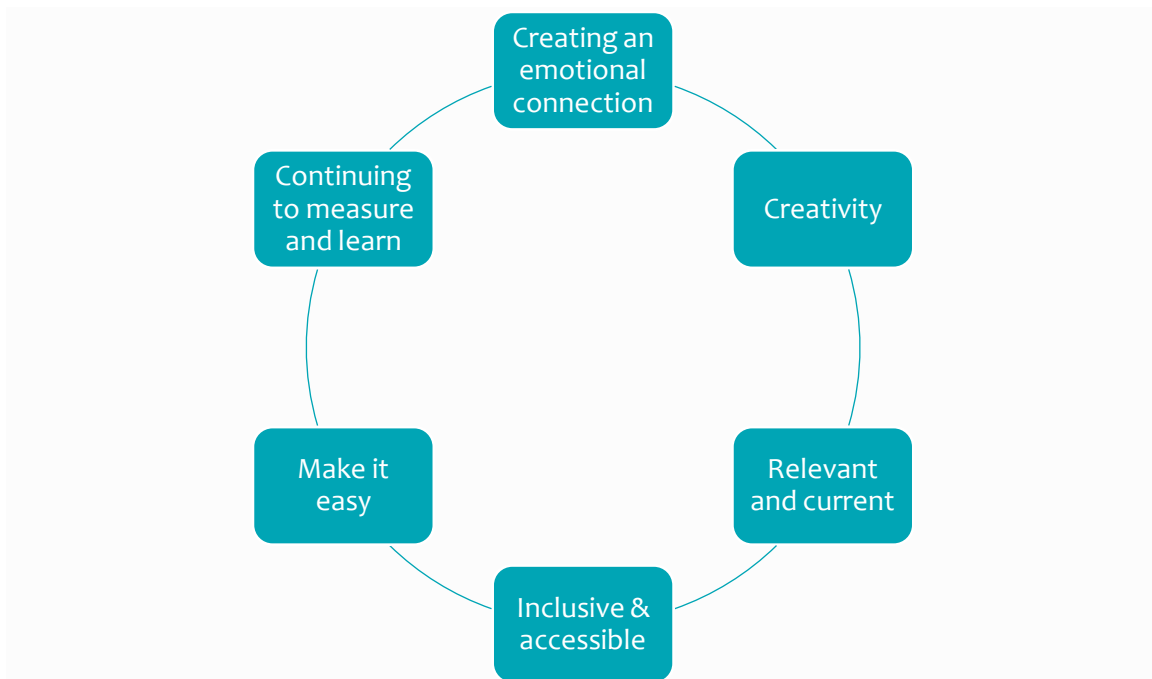 Creating an
emotional
connection
Creativity
Relevant
and current
Inclusive &
accessible
Make it
easy
Continuing
to measure
and learn